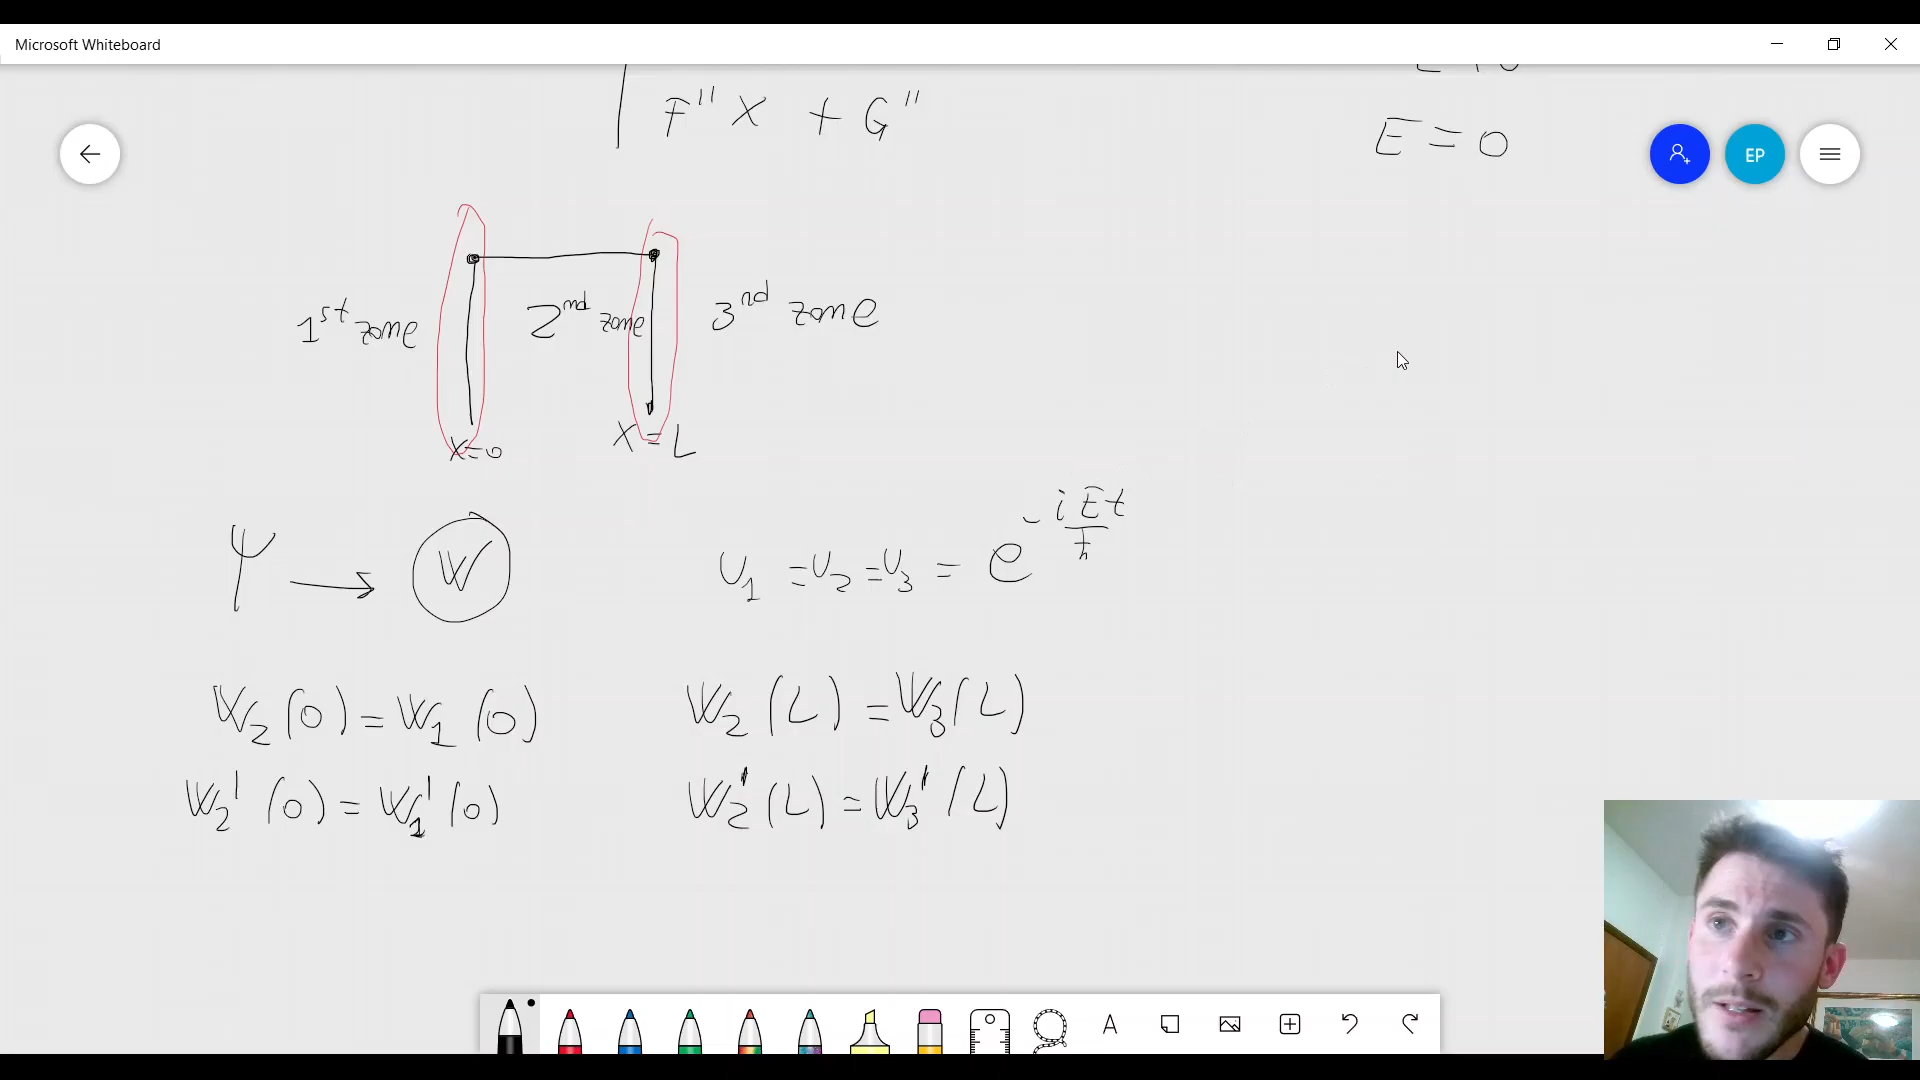 Microsoft Whiteboard
F'' X + G''
E = 0
EP
1st zone
2nd zone
3nd zone
X=0
X = L
Ψ → W
U1 =U2 =U3 = e^-iEt/ħ
W2 (0) = W1 (0)
W2 (L) = W3 (L)
W2' (0) = W1' (0)
W2' (L) = W3' (L)
A